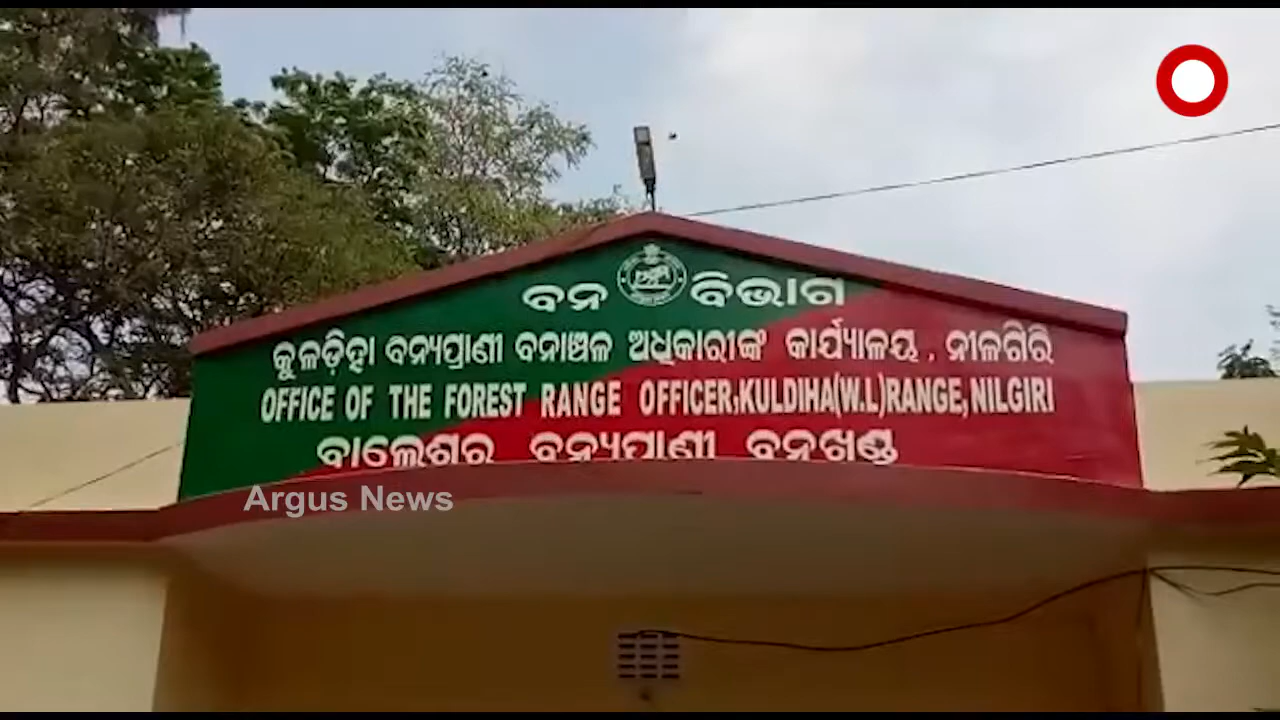 ବନ ବିଭାଗ
କୁଳଡ଼ିହା ବନ୍ୟପ୍ରାଣୀ ବନାଞ୍ଚଳ ଅଧିକାରୀଙ୍କ କାର୍ଯ୍ୟାଳୟ , ନୀଳଗିରି
OFFICE OF THE FOREST RANGE OFFICER,KULDIHA(W.L)RANGE,NILGIRI
ବାଲେଶ୍ଵର ବନ୍ୟପ୍ରାଣୀ ବନଖଣ୍ଡ
Argus News